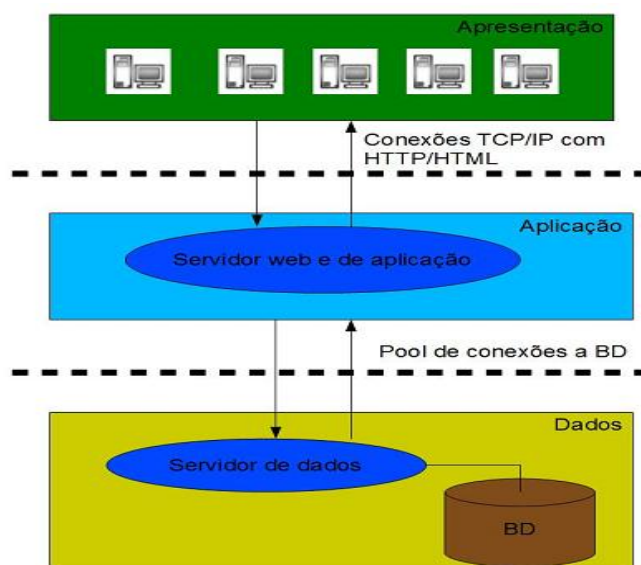 Apresentação
Conexões TCP/IP com
HTTP/HTML
Aplicação
Servidor web e de aplicação
Pool de conexões a BD
Dados
Servidor de dados
BD